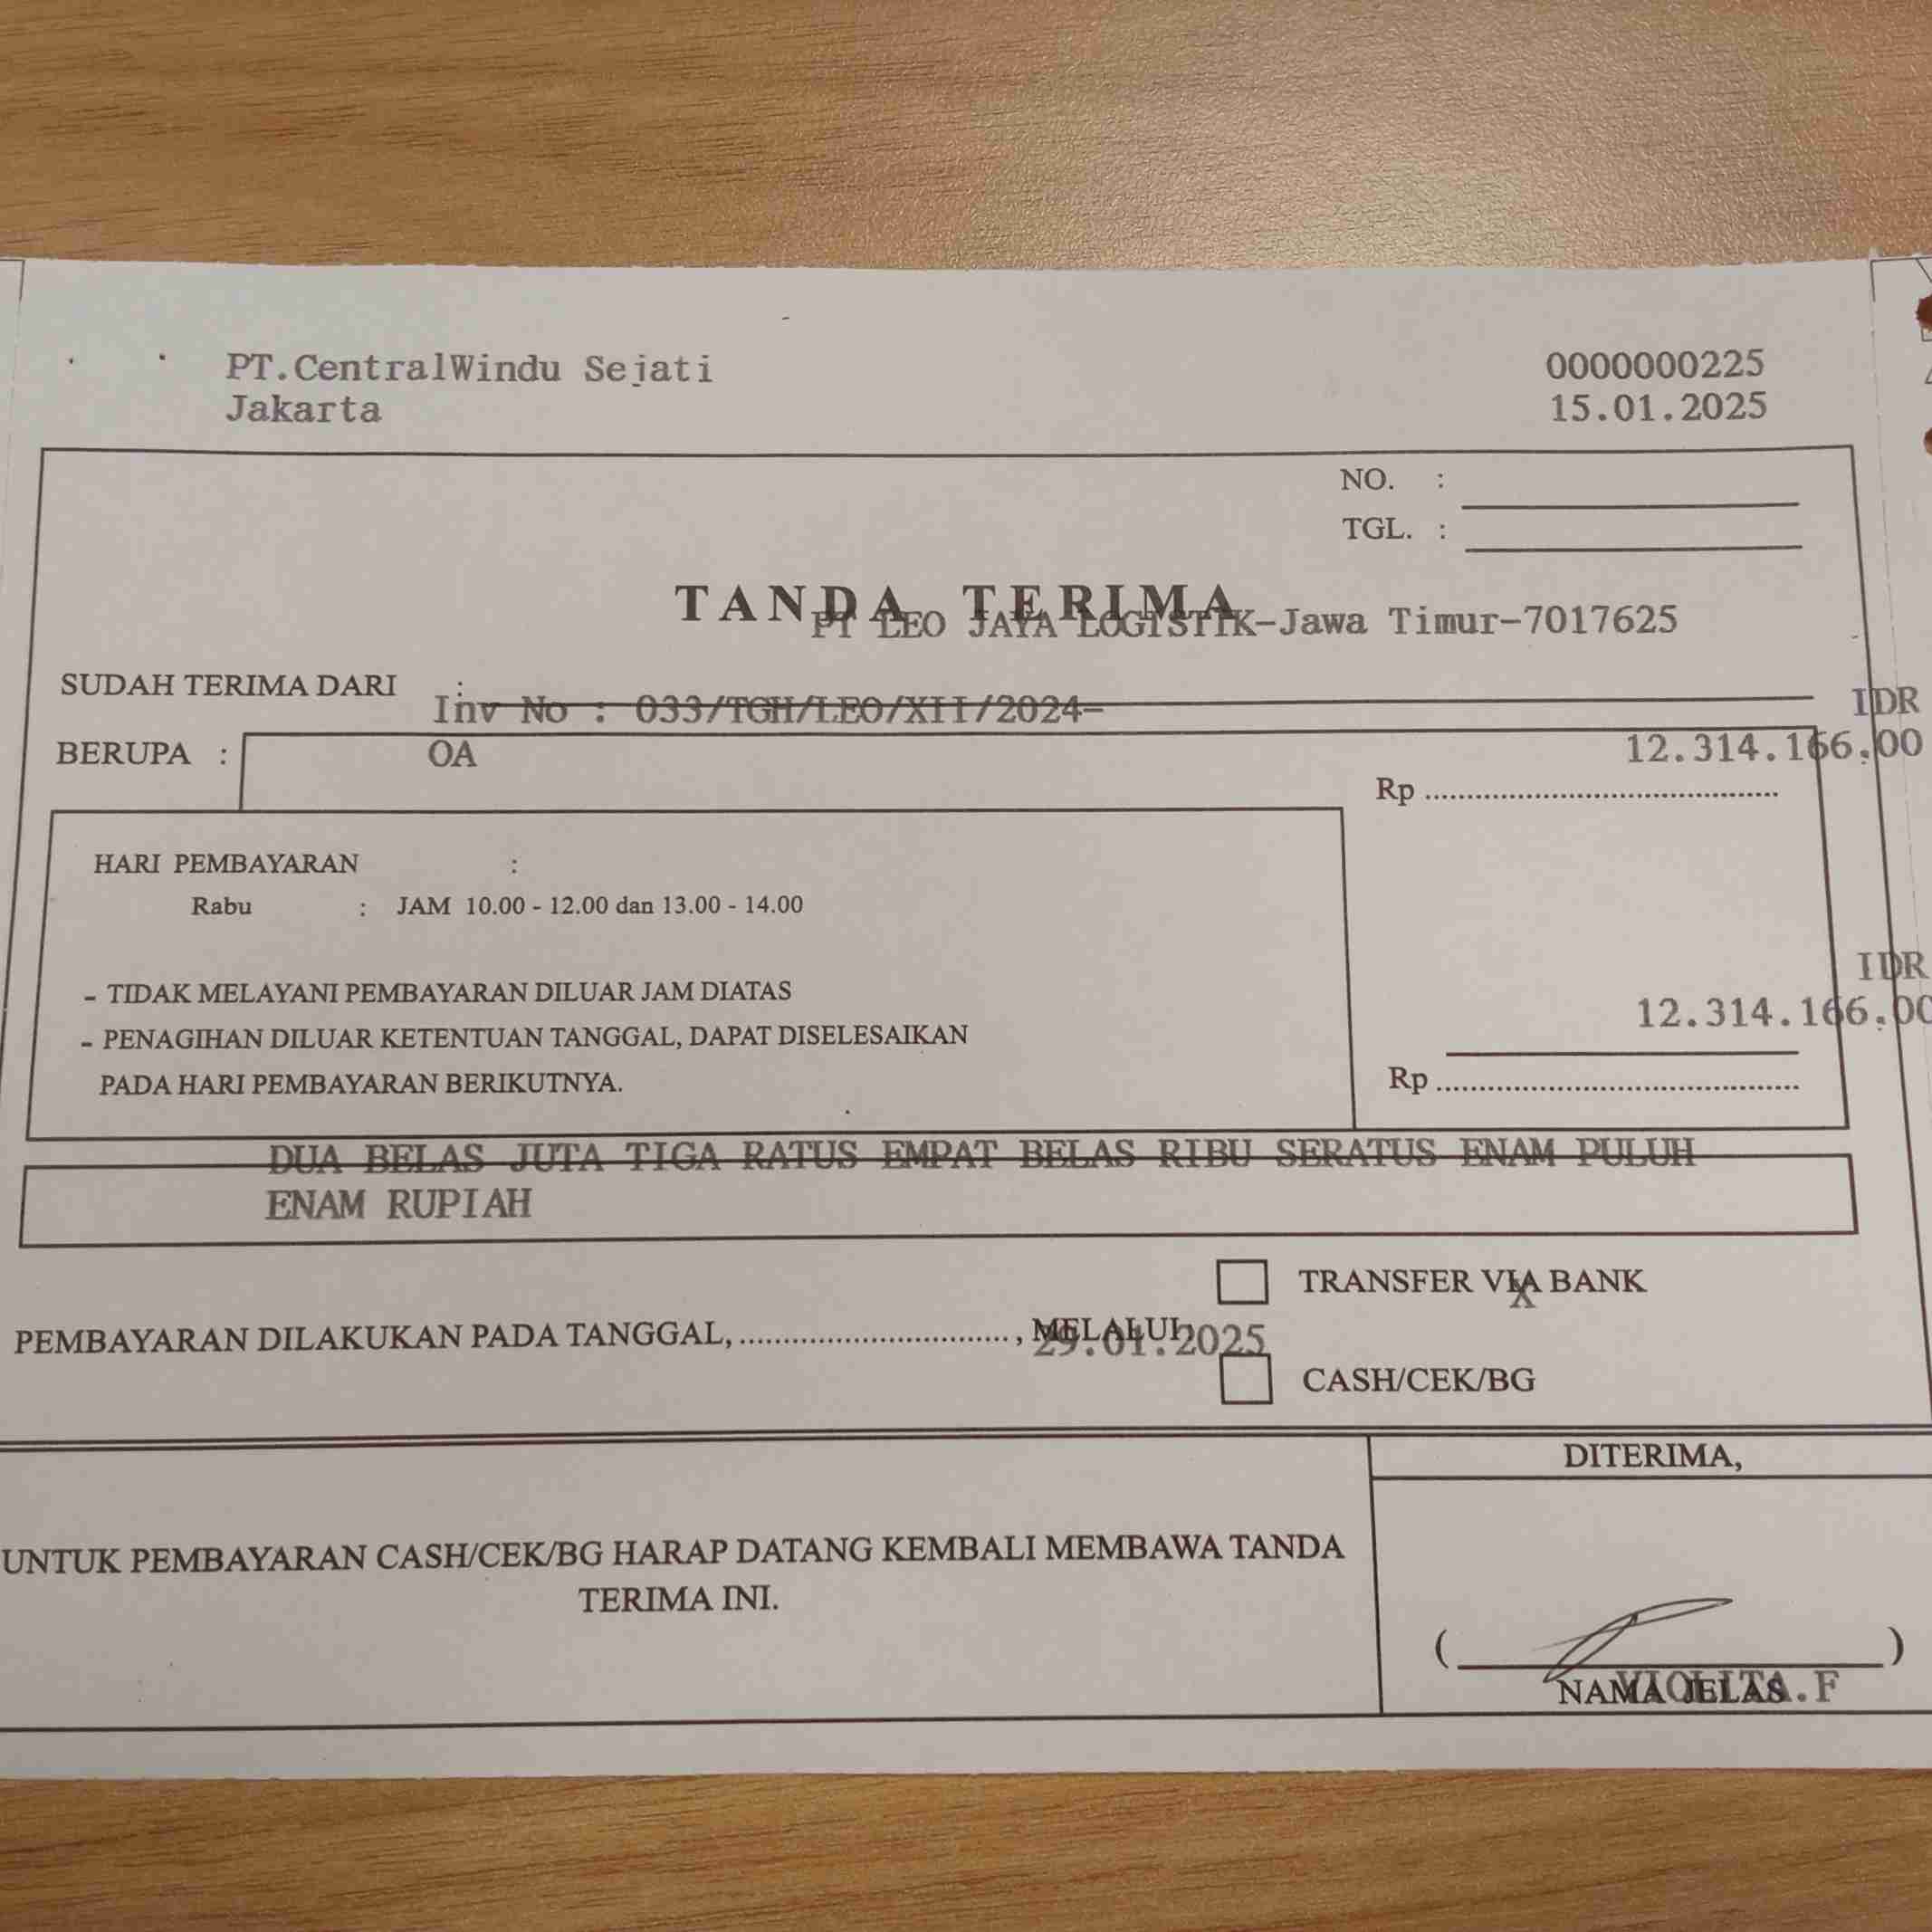 PT.CentralWindu Sejati
0000000225
Jakarta
15.01.2025
NO. :
TGL. :
TANDA TERIMA
PT LEO JAYA LOGISTIK-Jawa Timur-7017625
SUDAH TERIMA DARI :
Inv No : 033/TGH/LEO/XII/2024-
IDR
BERUPA :
OA
12.314.166.00
Rp ........................................
HARI PEMBAYARAN :
Rabu : JAM 10.00 - 12.00 dan 13.00 - 14.00
IDR
- TIDAK MELAYANI PEMBAYARAN DILUAR JAM DIATAS
12.314.166.00
- PENAGIHAN DILUAR KETENTUAN TANGGAL, DAPAT DISELESAIKAN
PADA HARI PEMBAYARAN BERIKUTNYA.
Rp ........................................
DUA BELAS JUTA TIGA RATUS EMPAT BELAS RIBU SERATUS ENAM PULUH
ENAM RUPIAH
TRANSFER VIA BANK
X
PEMBAYARAN DILAKUKAN PADA TANGGAL, .............................. , MELALUI:
29.01.2025
CASH/CEK/BG
DITERIMA,
UNTUK PEMBAYARAN CASH/CEK/BG HARAP DATANG KEMBALI MEMBAWA TANDA
TERIMA INI.
( )
NAMA JELAS
VIOLITA.F